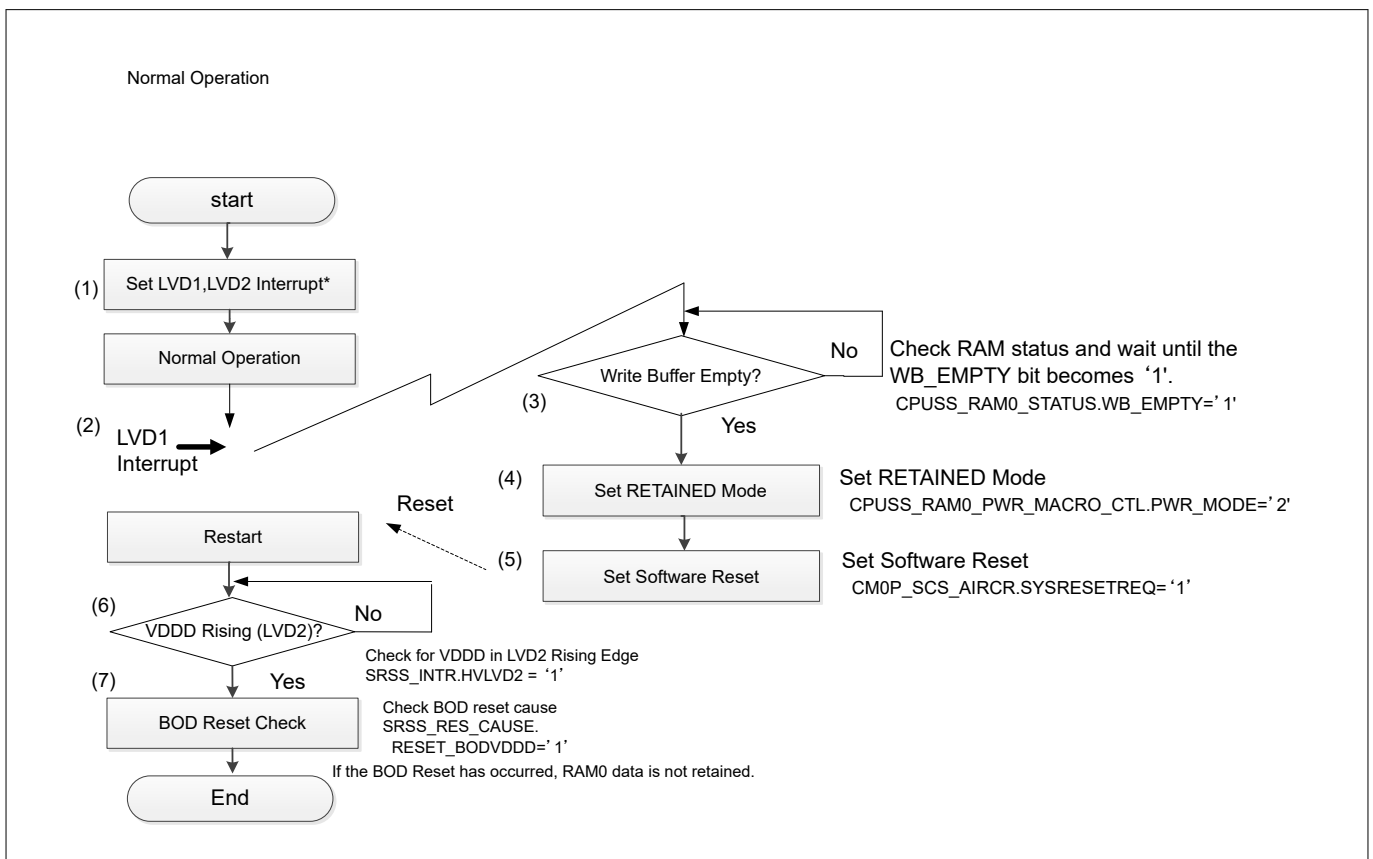 Normal Operation
start
(1)
Set LVD1,LVD2 Interrupt*
Normal Operation
(2)
LVD1
Interrupt
Write Buffer Empty?
(3)
No
Yes
Check RAM status and wait until the
WB_EMPTY bit becomes ‘1'.
CPUSS_RAM0_STATUS.WB_EMPTY=’1'
(4)
Set RETAINED Mode
Set RETAINED Mode
CPUSS_RAM0_PWR_MACRO_CTL.PWR_MODE=’2'
(5)
Set Software Reset
Set Software Reset
CM0P_SCS_AIRCR.SYSRESETREQ=‘1’
Reset
Restart
(6)
VDDD Rising (LVD2)?
No
Yes
Check for VDDD in LVD2 Rising Edge
SRSS_INTR.HVLVD2 = ‘1’
(7)
BOD Reset Check
Check BOD reset cause
SRSS_RES_CAUSE.
RESET_BODVDDD=’1’
If the BOD Reset has occurred, RAM0 data is not retained.
End